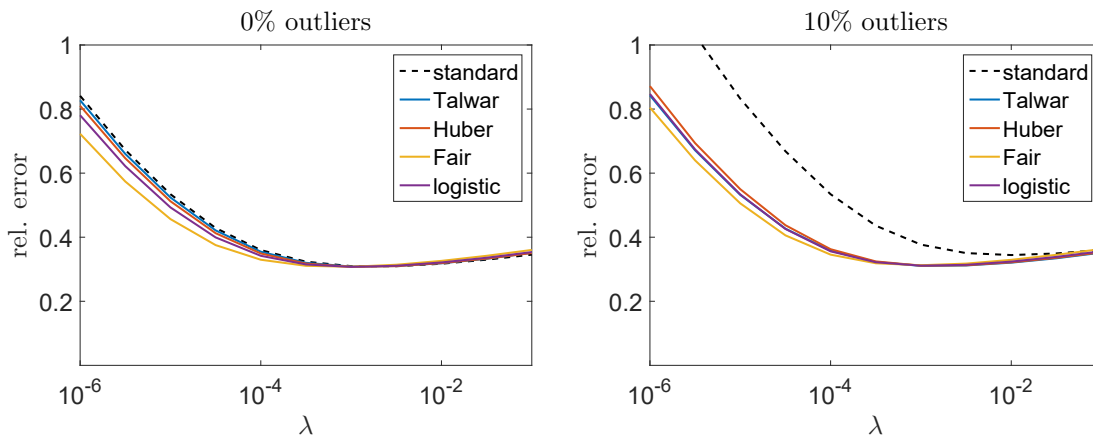 0% outliers
1
0.8
0.6
0.4
0.2
rel. error
10^-6
10^-4
10^-2
λ
standard
Talwar
Huber
Fair
logistic
10% outliers
1
0.8
0.6
0.4
0.2
rel. error
10^-6
10^-4
10^-2
λ
standard
Talwar
Huber
Fair
logistic